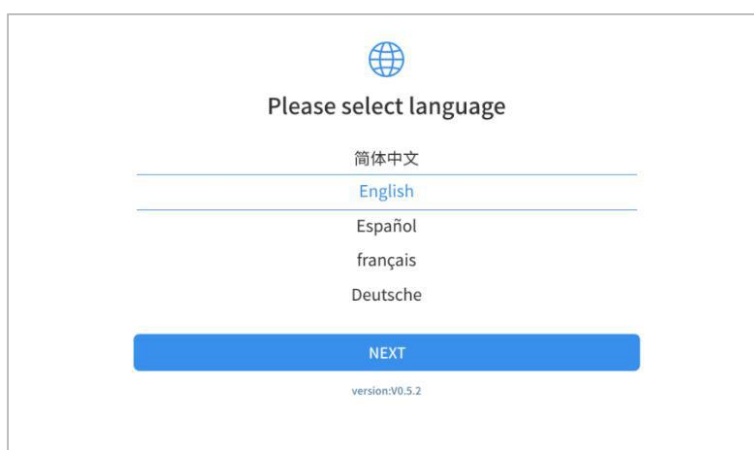 Please select language
简体中文
English
Español
français
Deutsche
NEXT
version:V0.5.2